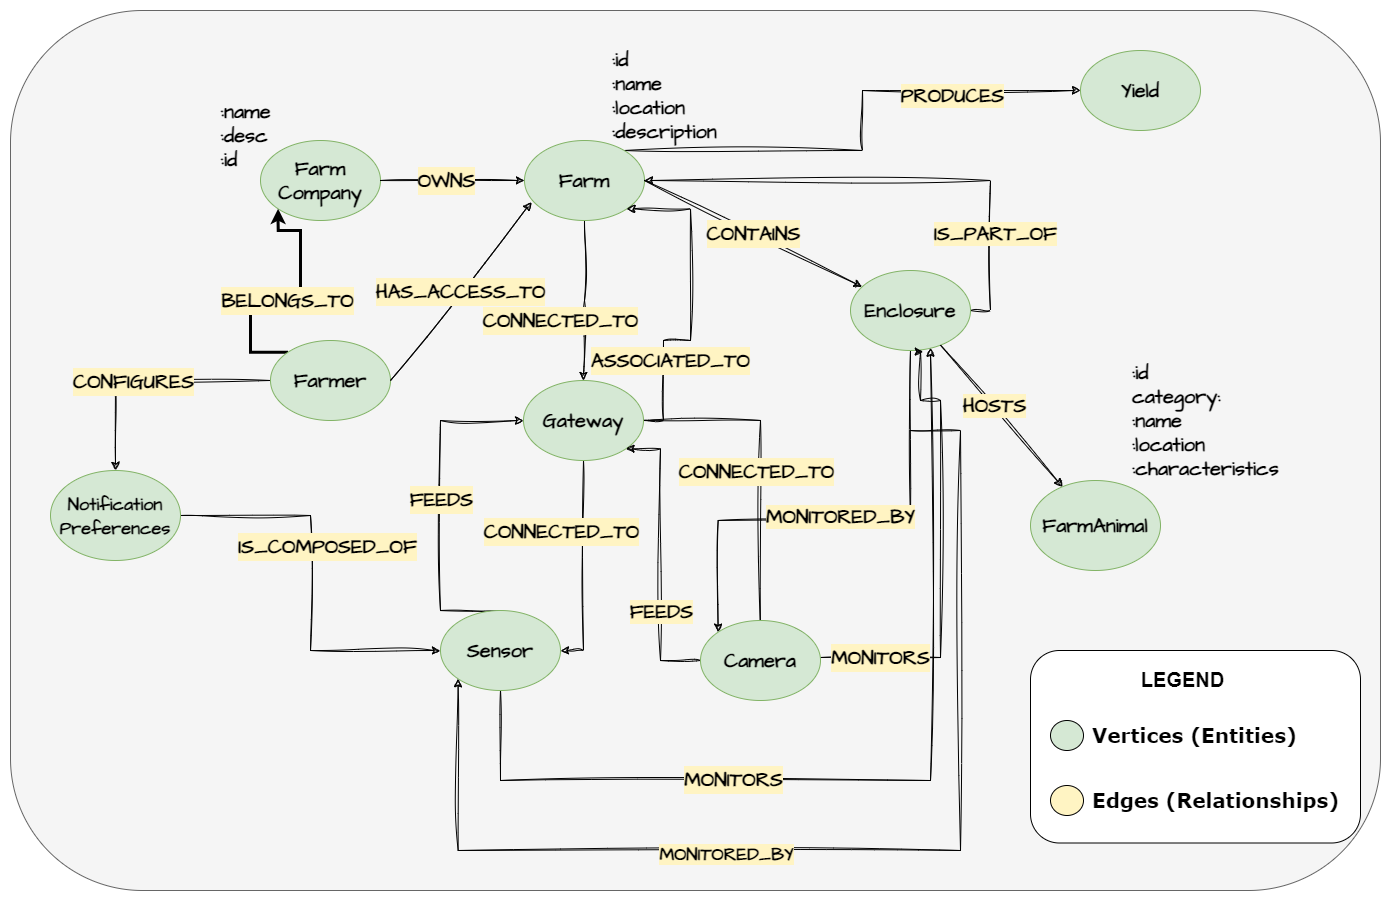 :id
:name
:location
:description
Yield
PRODUCES
:name
:desc
:id
Farm
Company
OWNS
Farm
CONTAINS
IS_PART_OF
BELONGS_TO
HAS_ACCESS_TO
CONNECTED_TO
Enclosure
ASSOCIATED_TO
CONFIGURES
Farmer
:id
category:
:name
:location
:characteristics
HOSTS
Gateway
CONNECTED_TO
FEEDS
Notification
Preferences
MONITORED_BY
CONNECTED_TO
FarmAnimal
IS_COMPOSED_OF
FEEDS
Sensor
Camera
MONITORS
LEGEND
Vertices (Entities)
MONITORS
Edges (Relationships)
MONITORED_BY